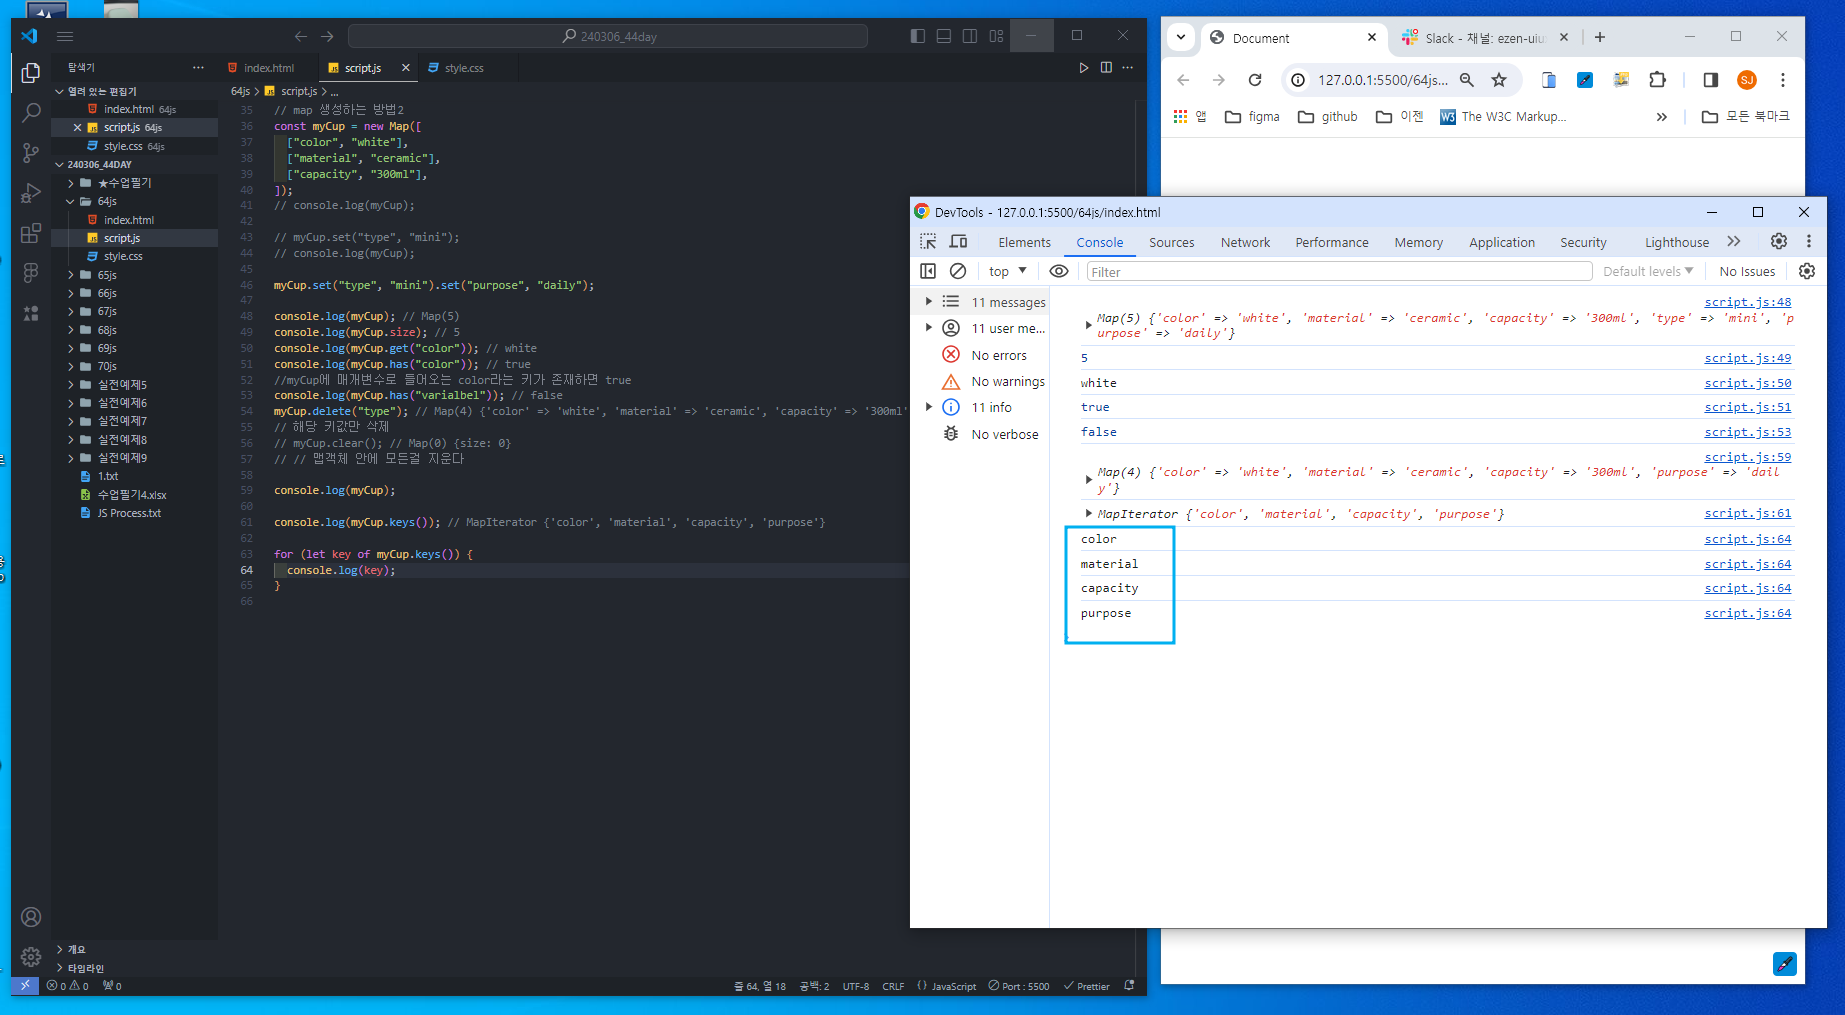 240306_44day
탐색기
index.html
script.js
style.css
64js > script.js > ...
열려 있는 편집기
index.html 64js
script.js 64js
style.css 64js
240306_44DAY
★수업필기
64js
index.html
script.js
style.css
65js
66js
67js
68js
69js
70js
실전예제5
실전예제6
실전예제7
실전예제8
실전예제9
1.txt
수업필기4.xlsx
JS Process.txt
개요
타임라인
35 // map 생성하는 방법2
36 const myCup = new Map([
37 ["color", "white"],
38 ["material", "ceramic"],
39 ["capacity", "300ml"],
40 ]);
41 // console.log(myCup);
42
43 // myCup.set("type", "mini");
44 // console.log(myCup);
45
46 myCup.set("type", "mini").set("purpose", "daily");
47
48 console.log(myCup); // Map(5)
49 console.log(myCup.size); // 5
50 console.log(myCup.get("color")); // white
51 console.log(myCup.has("color")); // true
52 //myCup에 매개변수로 들어오는 color라는 키가 존재하면 true
53 console.log(myCup.has("varialbel")); // false
54 myCup.delete("type"); // Map(4) {'color' => 'white', 'material' => 'ceramic', 'capacity' => '300ml'
55 // 해당 키값만 삭제
56 // myCup.clear(); // Map(0) {size: 0}
57 // // 맵객체 안에 모든걸 지운다
58
59 console.log(myCup);
60
61 console.log(myCup.keys()); // MapIterator {'color', 'material', 'capacity', 'purpose'}
62
63 for (let key of myCup.keys()) {
64 console.log(key);
65 }
66
0 0 0
줄 64, 열 18
공백: 2
UTF-8
CRLF
{} JavaScript
Port : 5500
Prettier
Document
Slack - 채널: ezen-uiu
127.0.0.1:5500/64js...
SJ
앱
figma
github
이젠
W3 The W3C Markup...
모든 북마크
DevTools - 127.0.0.1:5500/64js/index.html
Elements Console Sources Network Performance Memory Application Security Lighthouse
top
Filter
Default levels
No Issues
11 messages
11 user me...
No errors
No warnings
11 info
No verbose
script.js:48
Map(5) {'color' => 'white', 'material' => 'ceramic', 'capacity' => '300ml', 'type' => 'mini', 'p
urpose' => 'daily'}
5 script.js:49
white script.js:50
true script.js:51
false script.js:53
script.js:59
Map(4) {'color' => 'white', 'material' => 'ceramic', 'capacity' => '300ml', 'purpose' => 'dail
y'}
MapIterator {'color', 'material', 'capacity', 'purpose'} script.js:61
color script.js:64
material script.js:64
capacity script.js:64
purpose script.js:64